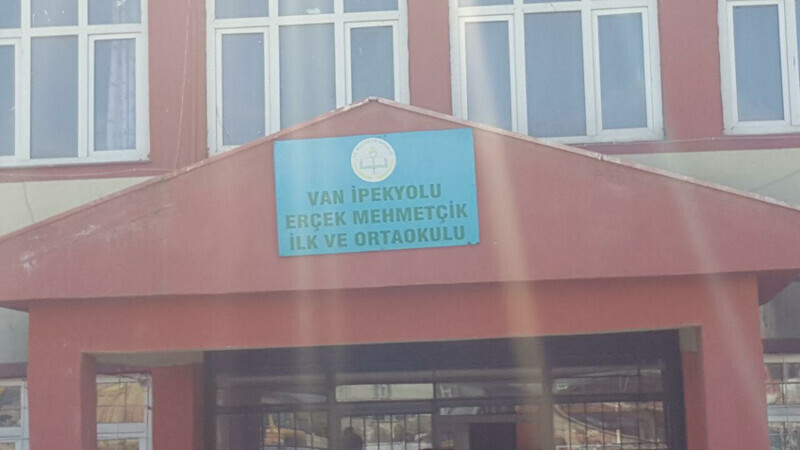 VAN İPEKYOLU
ERÇEK MEHMETÇİK
İLK VE ORTAOKULU